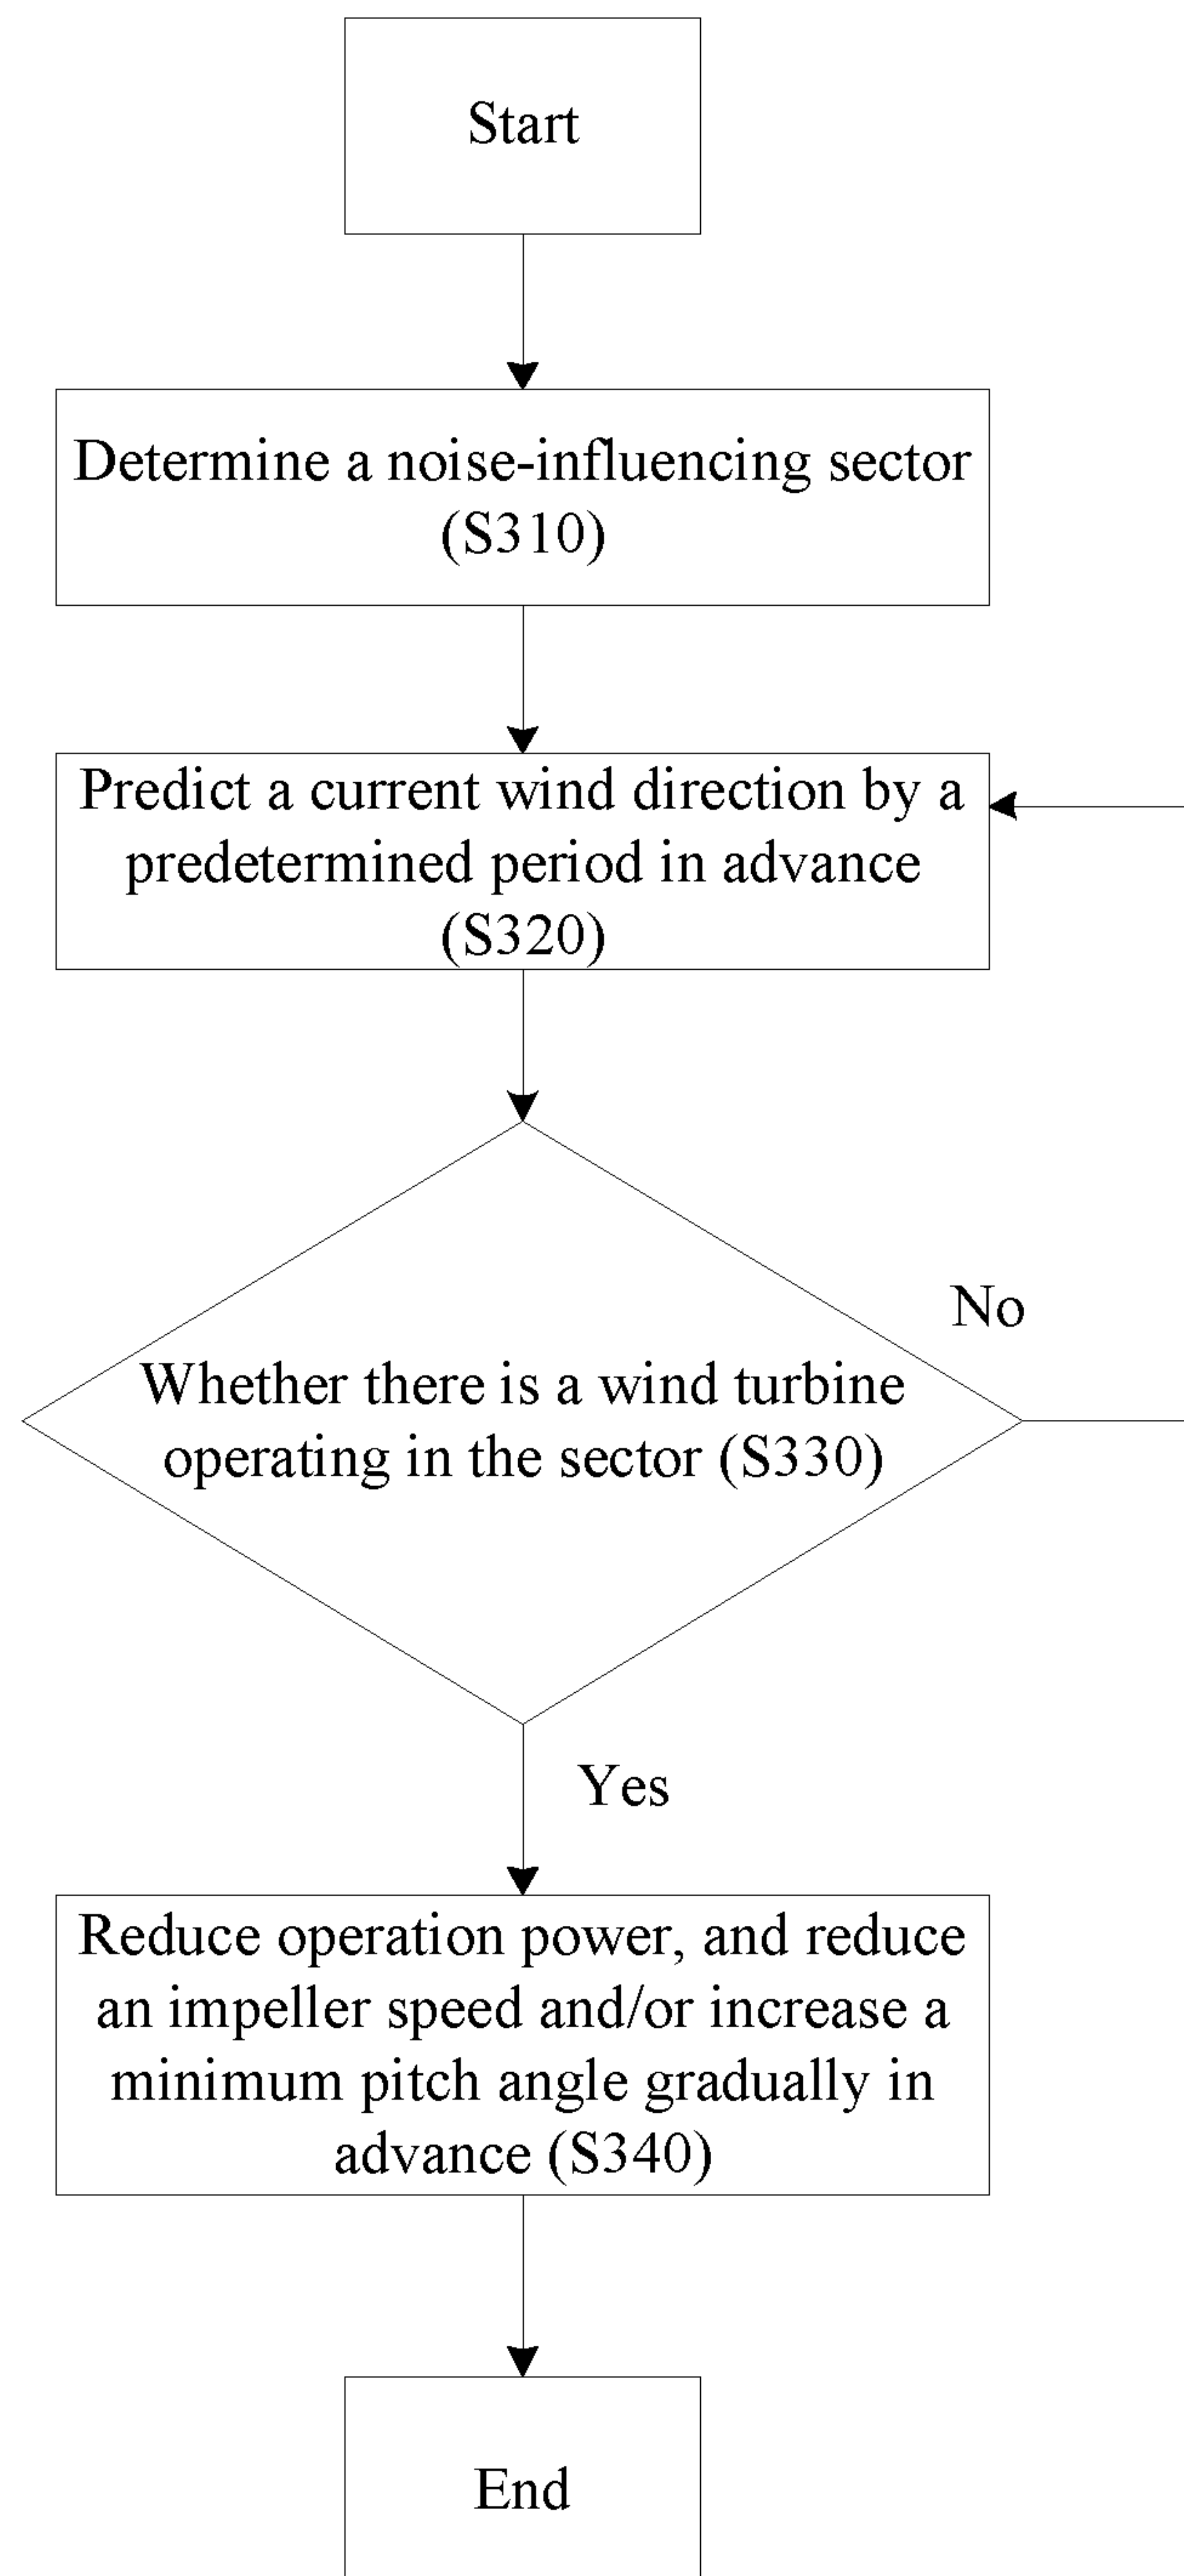 Start
Determine a noise-influencing sector
(S310)
Predict a current wind direction by a
predetermined period in advance
(S320)
No
Whether there is a wind turbine
operating in the sector (S330)
Yes
Reduce operation power, and reduce
an impeller speed and/or increase a
minimum pitch angle gradually in
advance (S340)
End